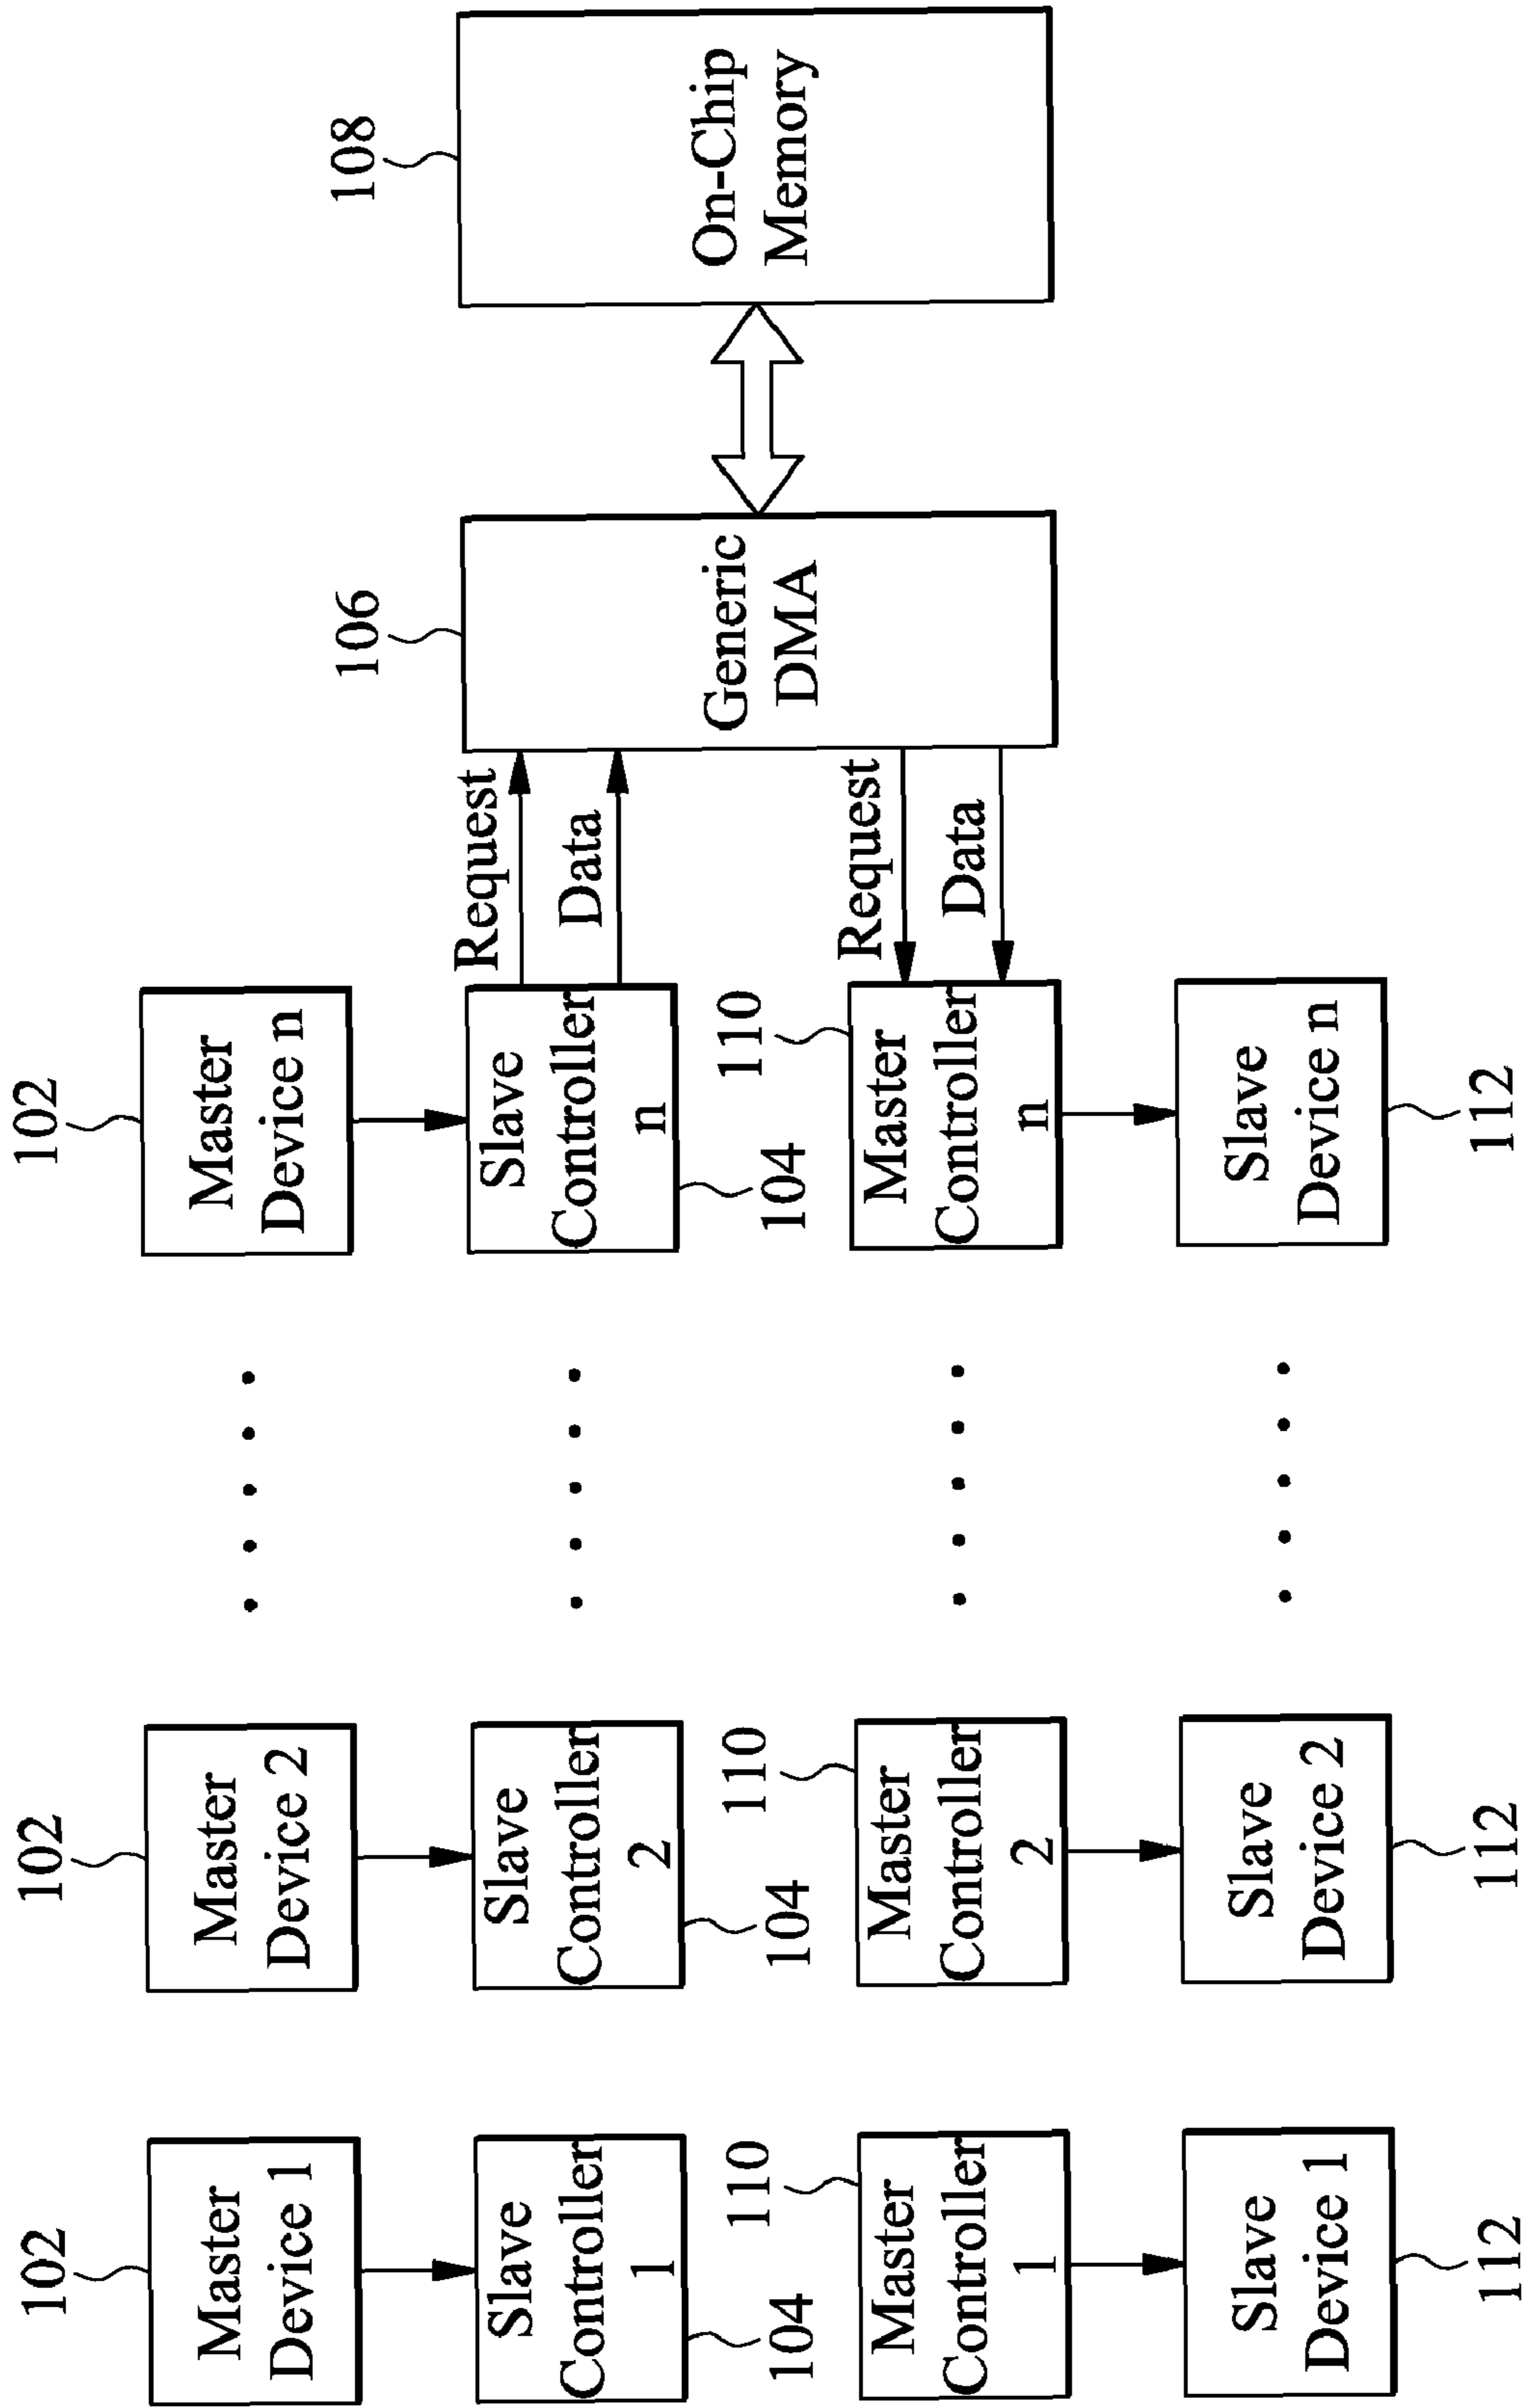 102
102
102
Master
Device 1
Master
Device 2
Master
Device n
106
108
Slave
Controller
1
Slave
Controller
2
Slave
Controller
n
Request
Data
Generic
DMA
On-Chip
Memory
104
104
104
110
110
110
Master
Controller
1
Master
Controller
2
Master
Controller
n
Request
Data
Slave
Device 1
Slave
Device 2
Slave
Device n
112
112
112